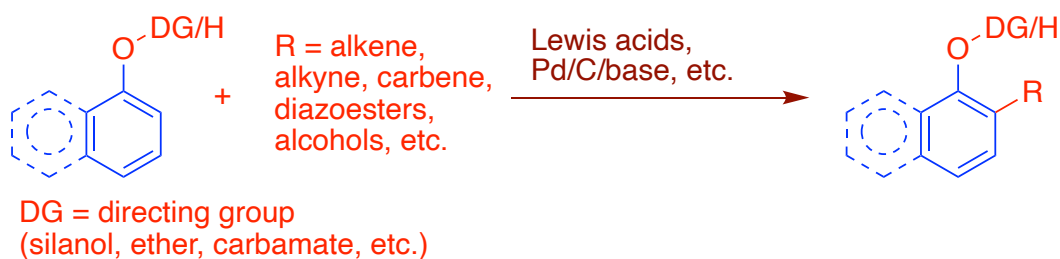 DG/H
O
+
R = alkene,
alkyne, carbene,
diazoesters,
alcohols, etc.
Lewis acids,
Pd/C/base, etc.
DG/H
O
R
DG = directing group
(silanol, ether, carbamate, etc.)